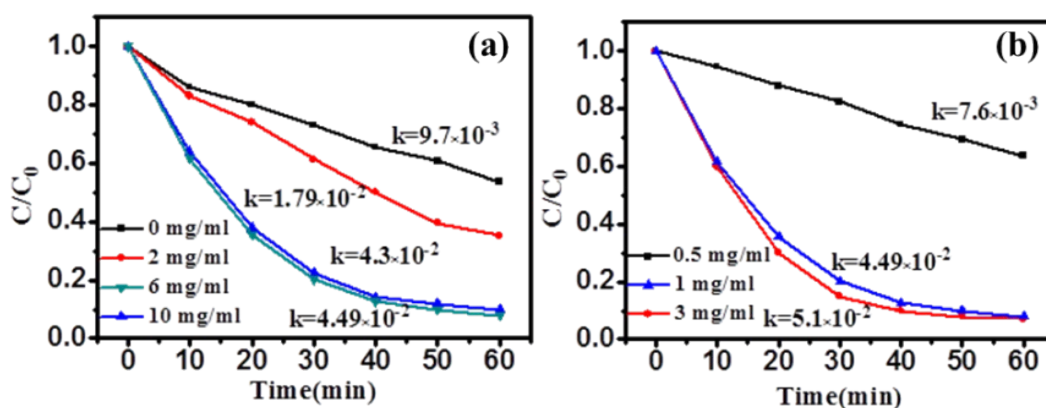 (a)
C/C₀
1.0
0.8
0.6
0.4
0.2
0.0
k=9.7×10⁻³
k=1.79×10⁻²
k=4.3×10⁻²
k=4.49×10⁻²
0 mg/ml
2 mg/ml
6 mg/ml
10 mg/ml
0 10 20 30 40 50 60
Time(min)
(b)
C/C₀
1.0
0.8
0.6
0.4
0.2
0.0
k=7.6×10⁻³
k=4.49×10⁻²
k=5.1×10⁻²
0.5 mg/ml
1 mg/ml
3 mg/ml
0 10 20 30 40 50 60
Time(min)